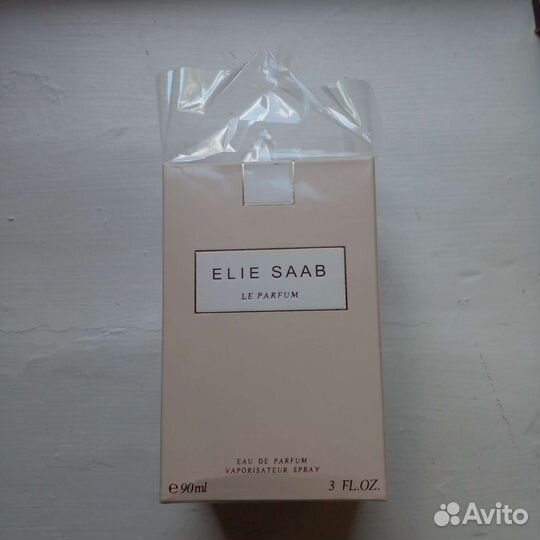 ELIE SAAB
LE PARFUM
EAU DE PARFUM
VAPORISATEUR SPRAY
℮90ml 3 FL.OZ.
Avito